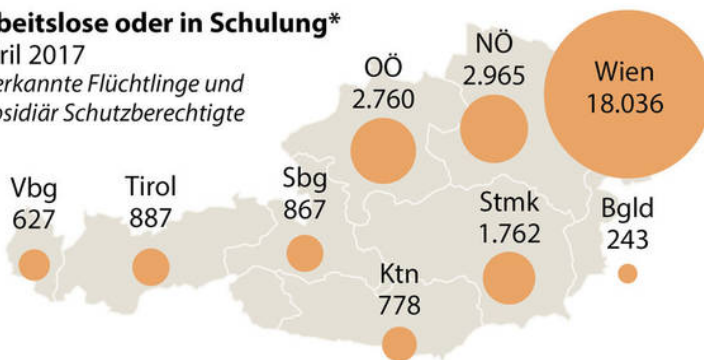 beitslose oder in Schulung*
ril 2017
erkannte Flüchtlinge und
bsidiär Schutzberechtigte
OÖ
2.760
NÖ
2.965
Wien
18.036
Vbg
627
Tirol
887
Sbg
867
Stmk
1.762
Bgld
243
Ktn
778